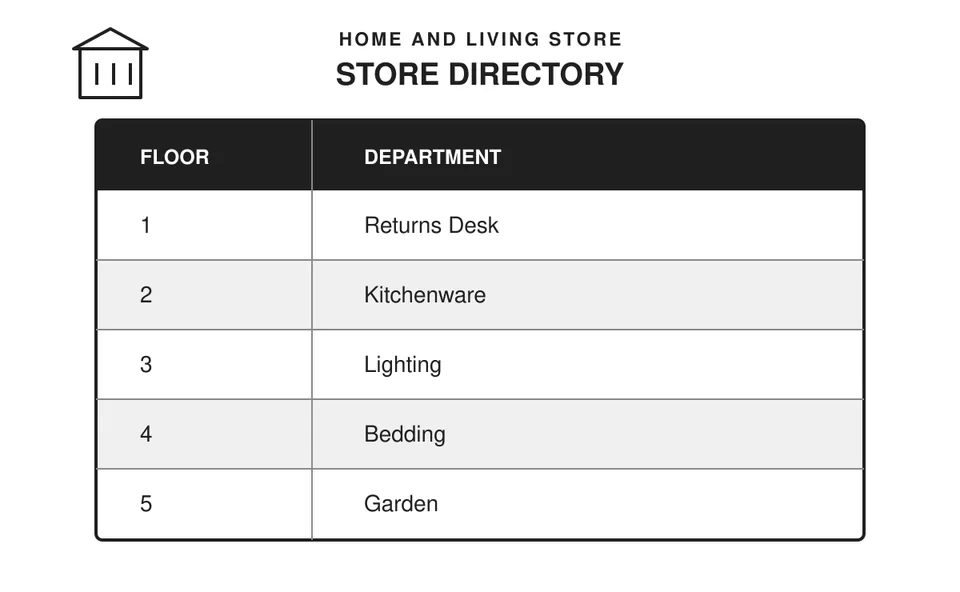 HOME AND LIVING STORE
STORE DIRECTORY
FLOOR DEPARTMENT
1 Returns Desk
2 Kitchenware
3 Lighting
4 Bedding
5 Garden